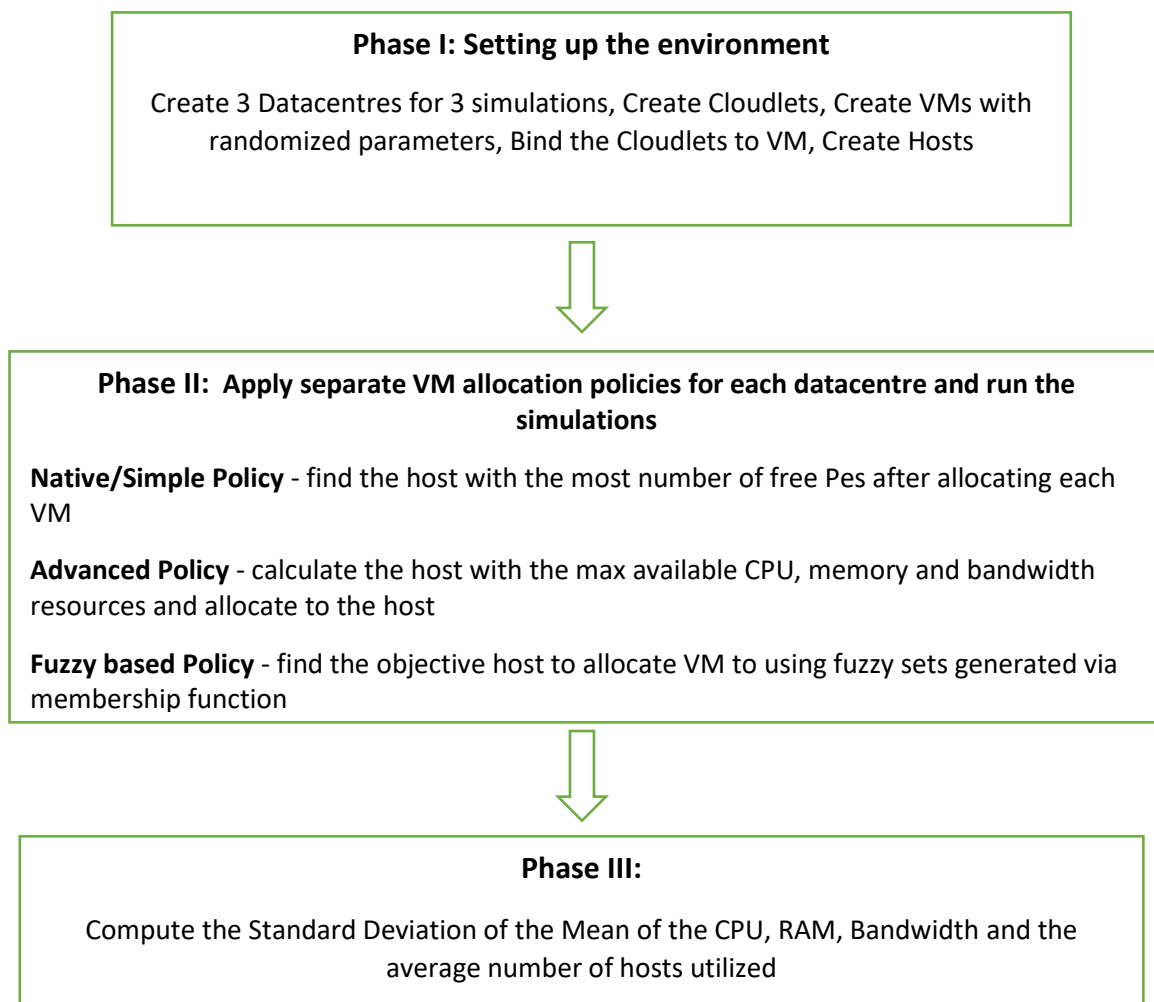 Phase I: Setting up the environment
Create 3 Datacentres for 3 simulations, Create Cloudlets, Create VMs with
randomized parameters, Bind the Cloudlets to VM, Create Hosts
Phase II:  Apply separate VM allocation policies for each datacentre and run the
simulations
Native/Simple Policy - find the host with the most number of free Pes after allocating each
VM
Advanced Policy - calculate the host with the max available CPU, memory and bandwidth
resources and allocate to the host
Fuzzy based Policy - find the objective host to allocate VM to using fuzzy sets generated via
membership function
Phase III:
Compute the Standard Deviation of the Mean of the CPU, RAM, Bandwidth and the
average number of hosts utilized